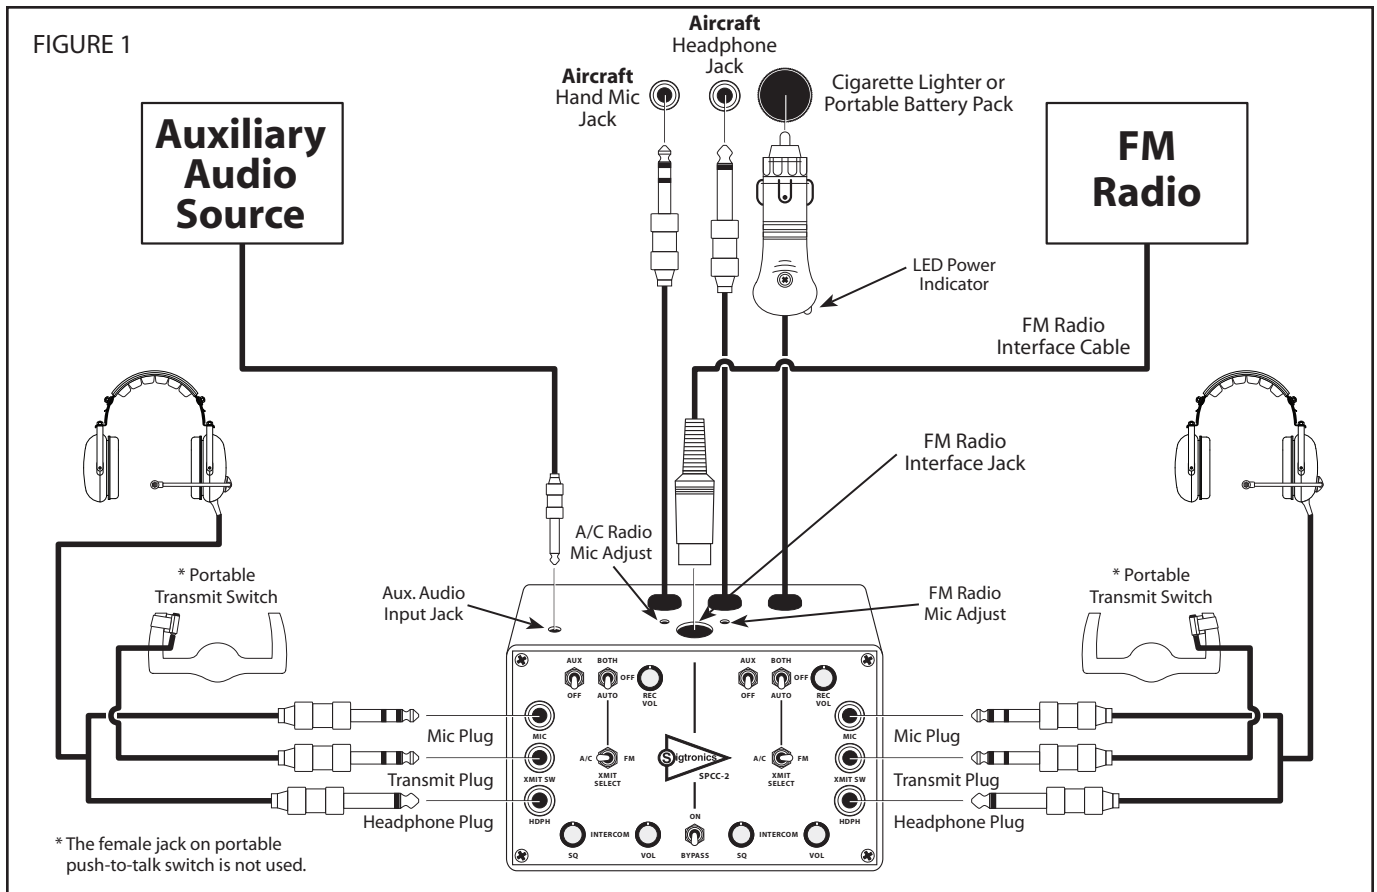 FIGURE 1
Auxiliary
Audio
Source
Aircraft
Hand Mic
Jack
Aircraft
Headphone
Jack
Cigarette Lighter or
Portable Battery Pack
FM
Radio
LED Power
Indicator
FM Radio
Interface Cable
FM Radio
Interface Jack
A/C Radio
Mic Adjust
Aux. Audio
Input Jack
FM Radio
Mic Adjust
* Portable
Transmit Switch
* Portable
Transmit Switch
Mic Plug
Transmit Plug
Headphone Plug
Mic Plug
Transmit Plug
Headphone Plug
AUX
OFF
BOTH
OFF
AUTO
REC
VOL
AUX
OFF
BOTH
OFF
AUTO
REC
VOL
MIC
XMIT SW
HDPH
A/C
FM
XMIT
SELECT
Sigtronics
SPCC-2
A/C
FM
XMIT
SELECT
MIC
XMIT SW
HDPH
SQ
INTERCOM
VOL
ON
BYPASS
SQ
INTERCOM
VOL
* The female jack on portable
push-to-talk switch is not used.